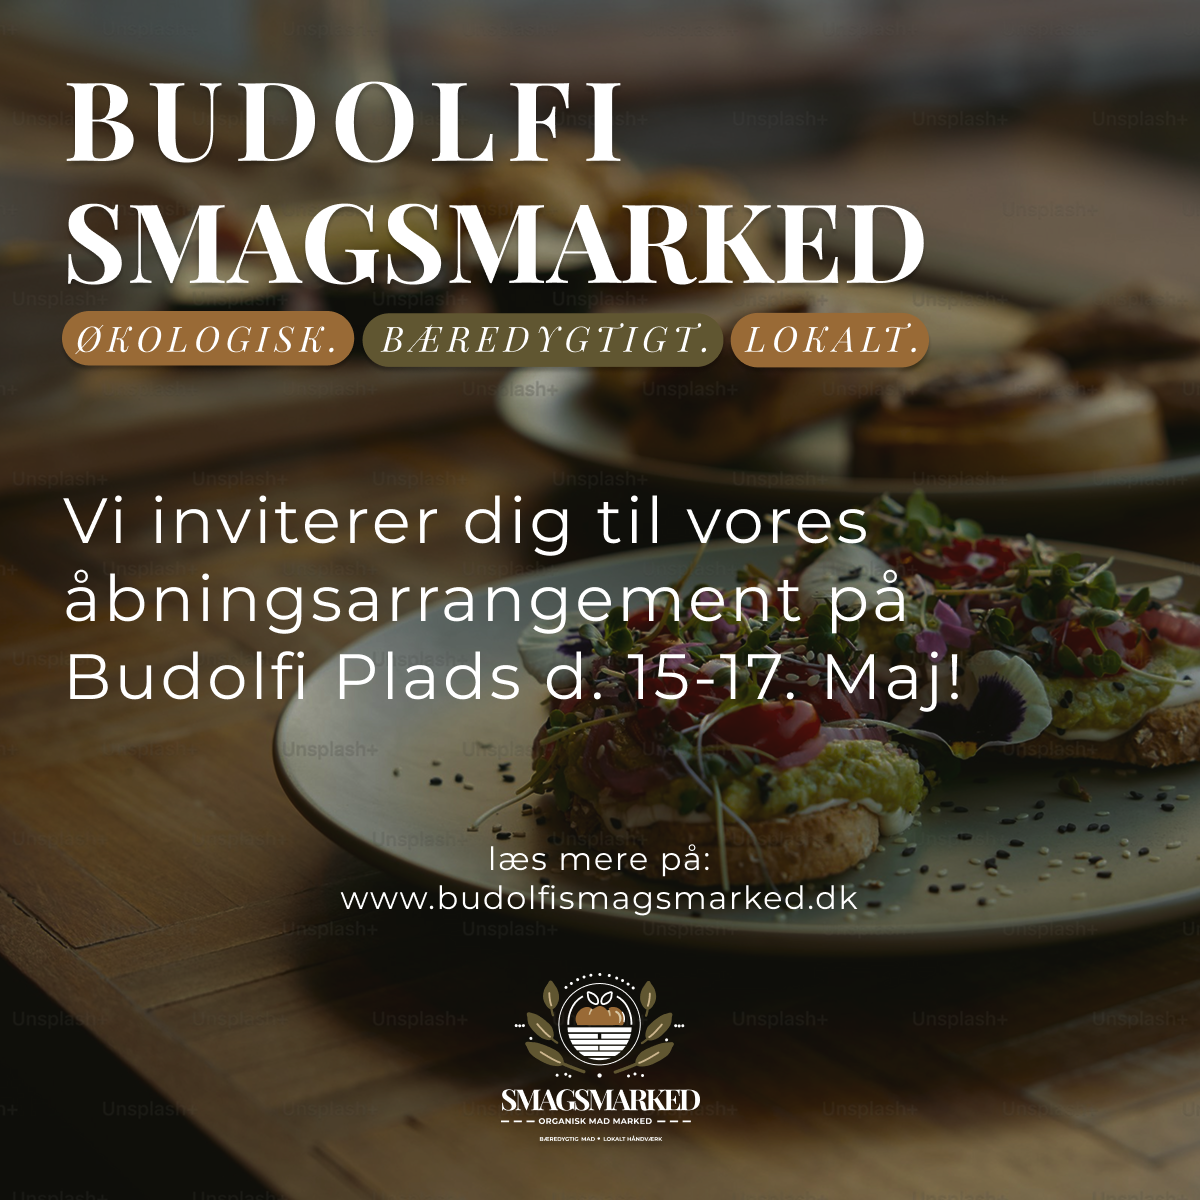 BUDOLFI
SMAGSMARKED
ØKOLOGISK. BÆREDYGTIGT. LOKALT.
Vi inviterer dig til vores
åbningsarrangement på
Budolfi Plads d. 15-17. Maj!
læs mere på:
www.budolfismagsmarked.dk
SMAGSMARKED
ORGANISK MAD MARKED
BÆREDYGTIG MAD • LOKALT HÅNDVÆRK
Unsplash+